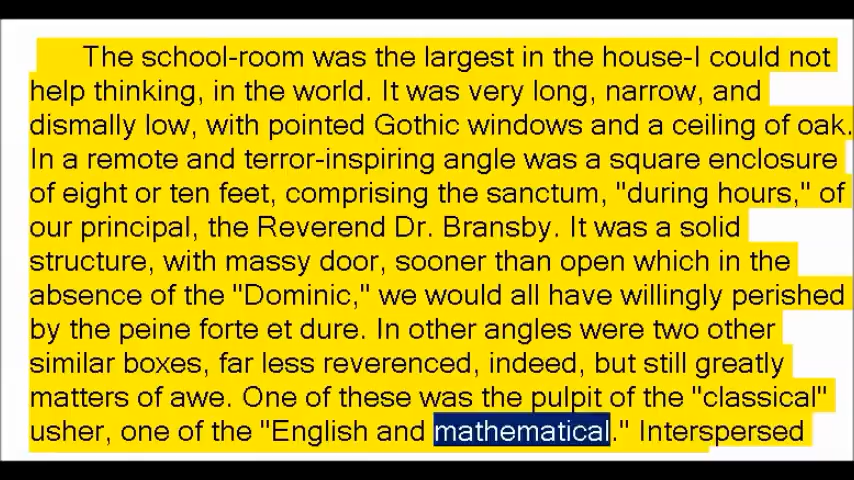 The school-room was the largest in the house-I could not
help thinking, in the world. It was very long, narrow, and
dismally low, with pointed Gothic windows and a ceiling of oak.
In a remote and terror-inspiring angle was a square enclosure
of eight or ten feet, comprising the sanctum, "during hours," of
our principal, the Reverend Dr. Bransby. It was a solid
structure, with massy door, sooner than open which in the
absence of the "Dominic," we would all have willingly perished
by the peine forte et dure. In other angles were two other
similar boxes, far less reverenced, indeed, but still greatly
matters of awe. One of these was the pulpit of the "classical"
usher, one of the "English and mathematical." Interspersed